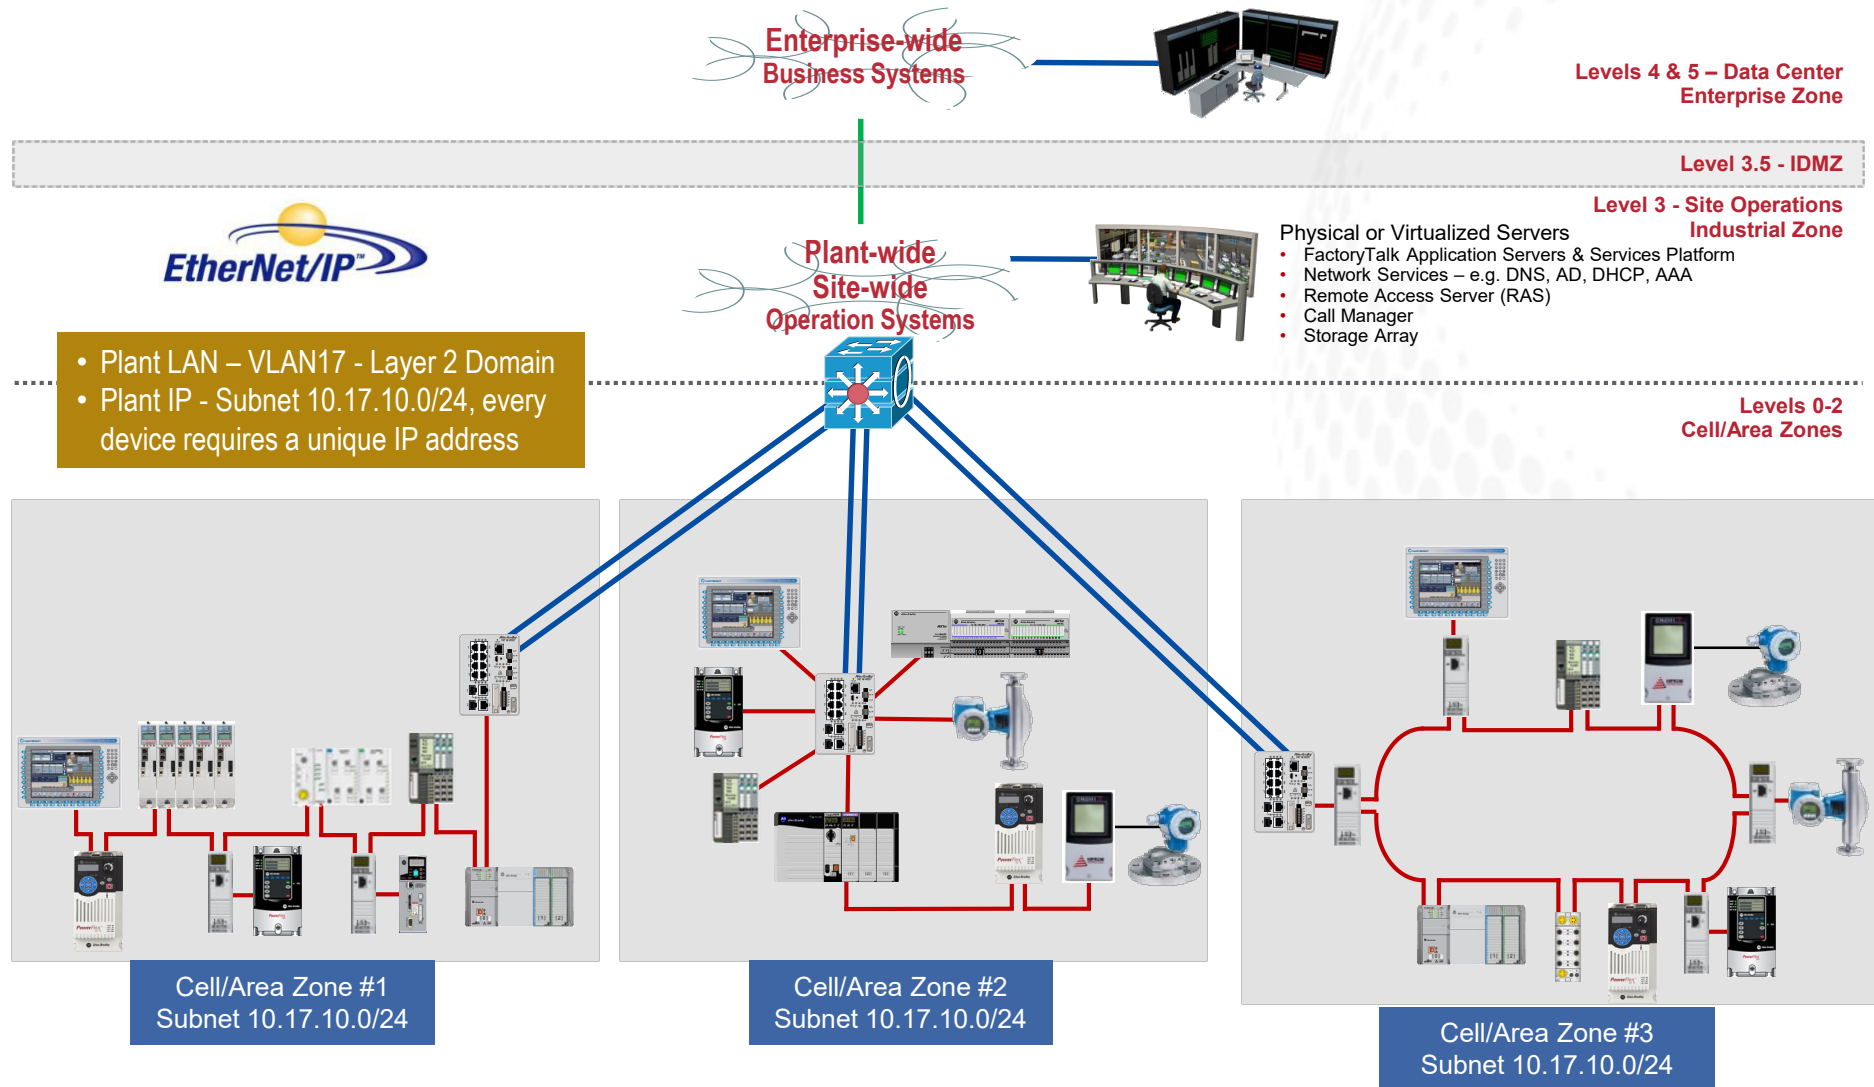 Enterprise-wide
Business Systems
Levels 4 & 5 – Data Center
Enterprise Zone
Level 3.5 - IDMZ
Level 3 - Site Operations
Industrial Zone
EtherNet/IP™
Plant-wide
Site-wide
Operation Systems
Physical or Virtualized Servers
• FactoryTalk Application Servers & Services Platform
• Network Services – e.g. DNS, AD, DHCP, AAA
• Remote Access Server (RAS)
• Call Manager
• Storage Array
• Plant LAN – VLAN17 - Layer 2 Domain
• Plant IP - Subnet 10.17.10.0/24, every
device requires a unique IP address
Levels 0-2
Cell/Area Zones
Cell/Area Zone #1
Subnet 10.17.10.0/24
Cell/Area Zone #2
Subnet 10.17.10.0/24
Cell/Area Zone #3
Subnet 10.17.10.0/24